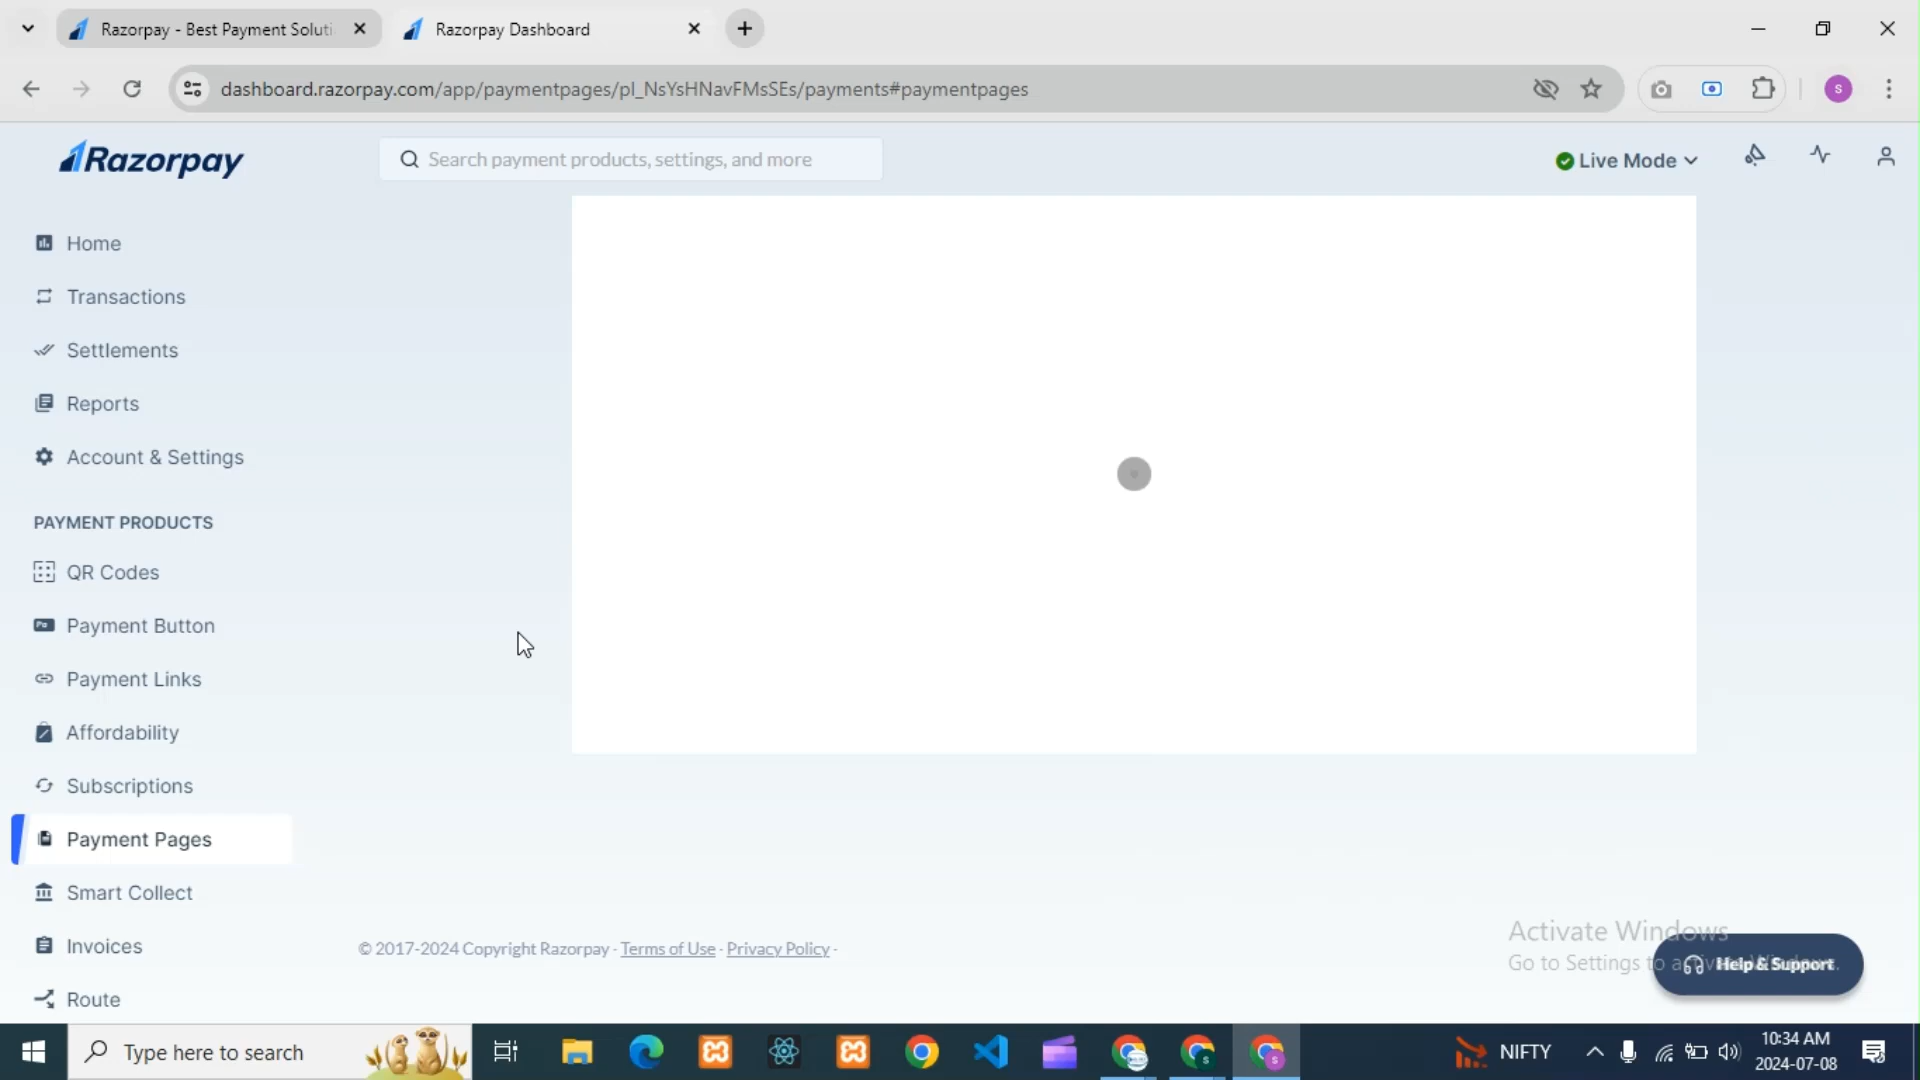 Razorpay - Best Payment Soluti
Razorpay Dashboard
dashboard.razorpay.com/app/paymentpages/pl_NsYsHNavFMsSEs/payments#paymentpages
S
Razorpay
Search payment products, settings, and more
Live Mode
Home
Transactions
Settlements
Reports
Account & Settings
PAYMENT PRODUCTS
QR Codes
Payment Button
Payment Links
Affordability
Subscriptions
Payment Pages
Smart Collect
Invoices
Route
© 2017-2024 Copyright Razorpay · Terms of Use · Privacy Policy ·
Activate Windows
Go to Settings to activate Windows.
Help & Support
Type here to search
NIFTY
10:34 AM
2024-07-08